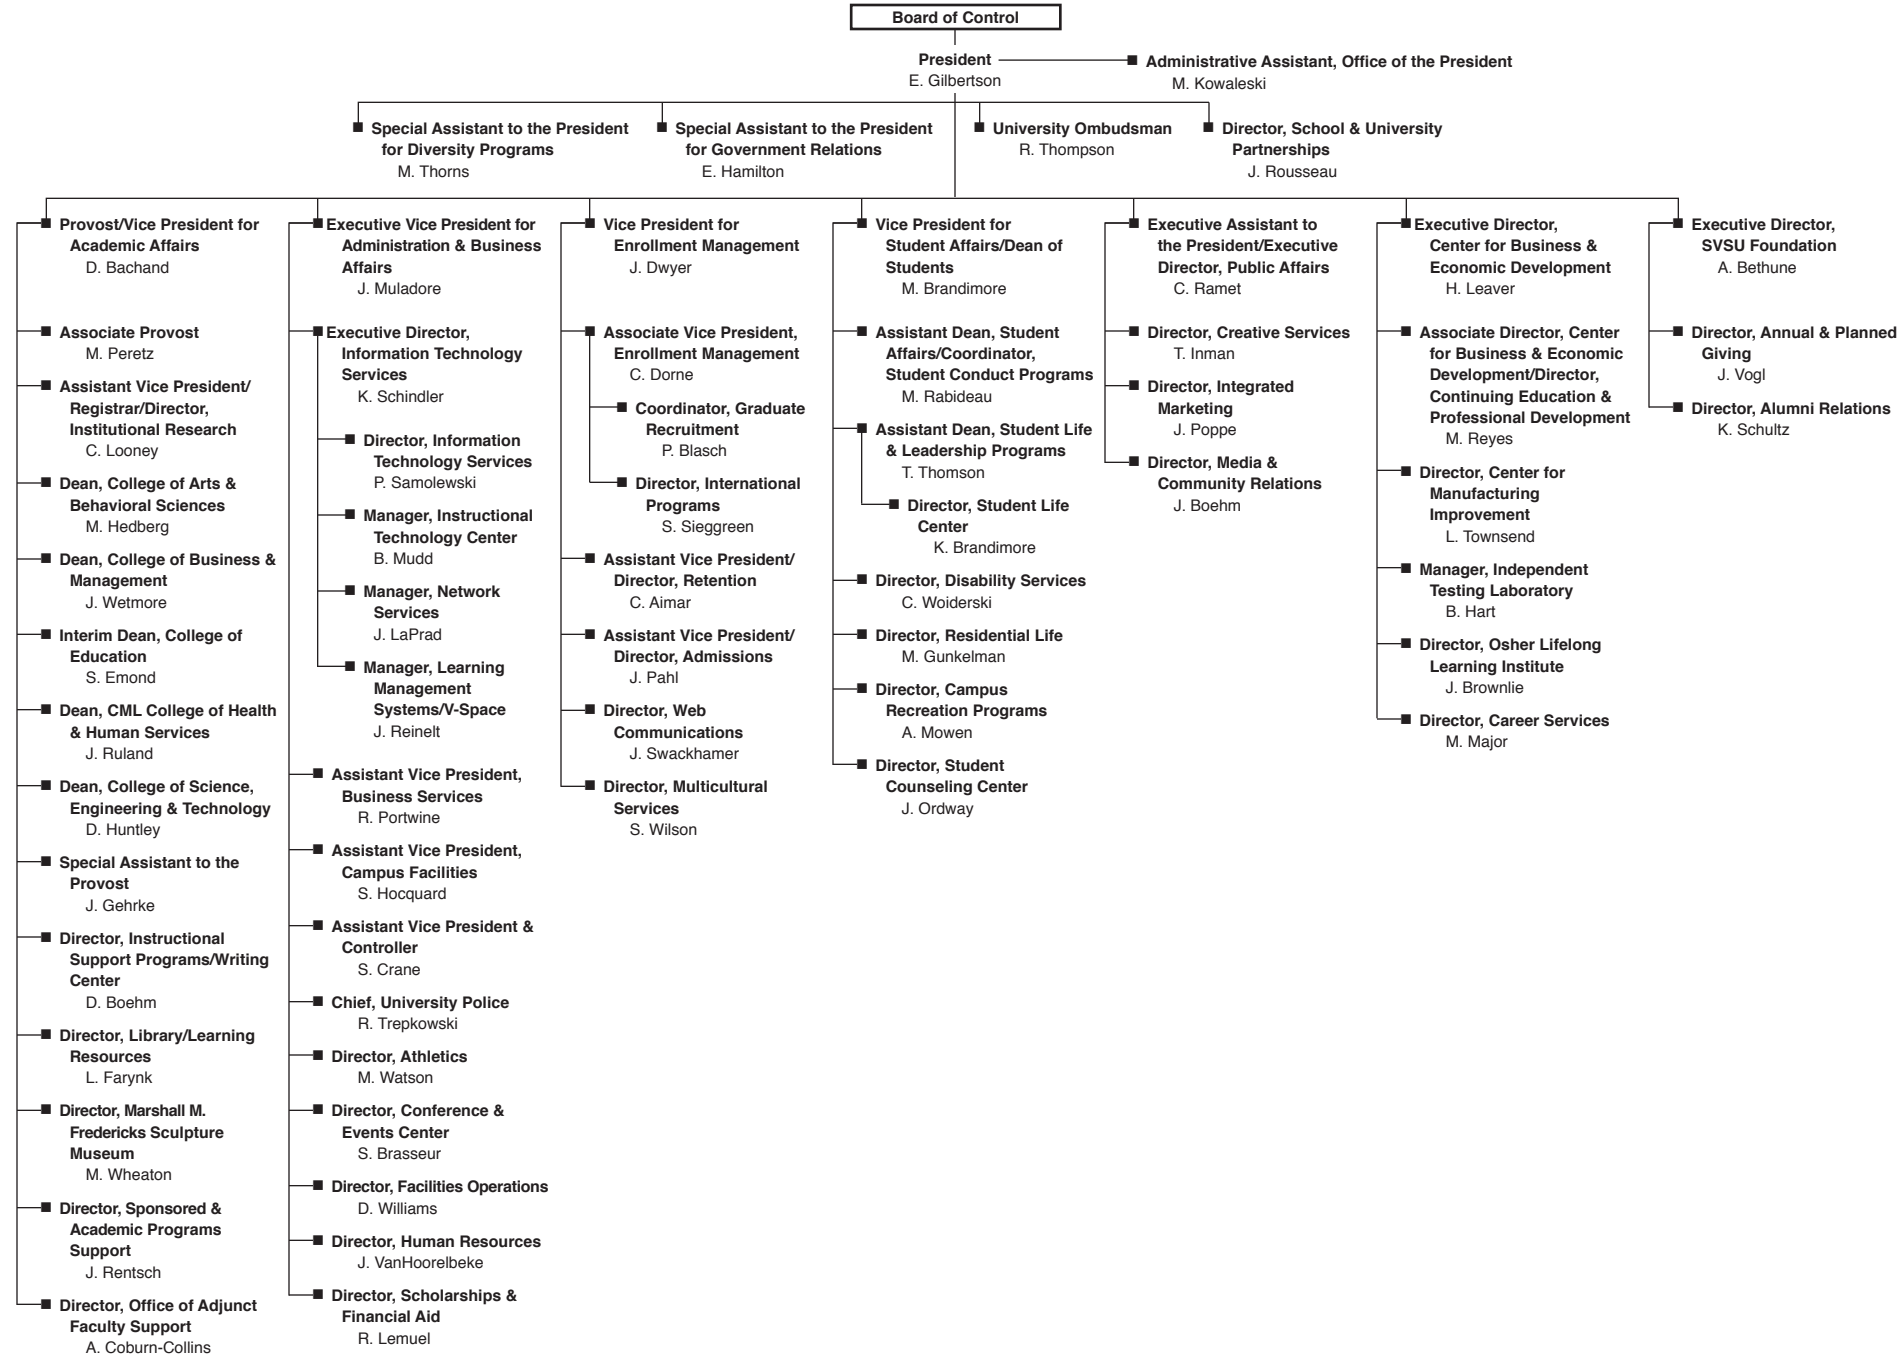 Board of Control
President
E. Gilbertson
Administrative Assistant, Office of the President
M. Kowaleski
Special Assistant to the President
for Diversity Programs
M. Thorns
Special Assistant to the President
for Government Relations
E. Hamilton
University Ombudsman
R. Thompson
Director, School & University
Partnerships
J. Rousseau
Provost/Vice President for
Academic Affairs
D. Bachand
Associate Provost
M. Peretz
Assistant Vice President/
Registrar/Director,
Institutional Research
C. Looney
Dean, College of Arts &
Behavioral Sciences
M. Hedberg
Dean, College of Business &
Management
J. Wetmore
Interim Dean, College of
Education
S. Emond
Dean, CML College of Health
& Human Services
J. Ruland
Dean, College of Science,
Engineering & Technology
D. Huntley
Special Assistant to the
Provost
J. Gehrke
Director, Instructional
Support Programs/Writing
Center
D. Boehm
Director, Library/Learning
Resources
L. Farynk
Director, Marshall M.
Fredericks Sculpture
Museum
M. Wheaton
Director, Sponsored &
Academic Programs
Support
J. Rentsch
Director, Office of Adjunct
Faculty Support
A. Coburn-Collins
Executive Vice President for
Administration & Business
Affairs
J. Muladore
Executive Director,
Information Technology
Services
K. Schindler
Director, Information
Technology Services
P. Samolewski
Manager, Instructional
Technology Center
B. Mudd
Manager, Network
Services
J. LaPrad
Manager, Learning
Management
Systems/V-Space
J. Reinelt
Assistant Vice President,
Business Services
R. Portwine
Assistant Vice President,
Campus Facilities
S. Hocquard
Assistant Vice President &
Controller
S. Crane
Chief, University Police
R. Trepkowski
Director, Athletics
M. Watson
Director, Conference &
Events Center
S. Brasseur
Director, Facilities Operations
D. Williams
Director, Human Resources
J. VanHoorelbeke
Director, Scholarships &
Financial Aid
R. Lemuel
Vice President for
Enrollment Management
J. Dwyer
Associate Vice President,
Enrollment Management
C. Dorne
Coordinator, Graduate
Recruitment
P. Blasch
Director, International
Programs
S. Sieggreen
Assistant Vice President/
Director, Retention
C. Aimar
Assistant Vice President/
Director, Admissions
J. Pahl
Director, Web
Communications
J. Swackhamer
Director, Multicultural
Services
S. Wilson
Vice President for
Student Affairs/Dean of
Students
M. Brandimore
Assistant Dean, Student
Affairs/Coordinator,
Student Conduct Programs
M. Rabideau
Assistant Dean, Student Life
& Leadership Programs
T. Thomson
Director, Student Life
Center
K. Brandimore
Director, Disability Services
C. Woiderski
Director, Residential Life
M. Gunkelman
Director, Campus
Recreation Programs
A. Mowen
Director, Student
Counseling Center
J. Ordway
Executive Assistant to
the President/Executive
Director, Public Affairs
C. Ramet
Director, Creative Services
T. Inman
Director, Integrated
Marketing
J. Poppe
Director, Media &
Community Relations
J. Boehm
Executive Director,
Center for Business &
Economic Development
H. Leaver
Associate Director, Center
for Business & Economic
Development/Director,
Continuing Education &
Professional Development
M. Reyes
Director, Center for
Manufacturing
Improvement
L. Townsend
Manager, Independent
Testing Laboratory
B. Hart
Director, Osher Lifelong
Learning Institute
J. Brownlie
Director, Career Services
M. Major
Executive Director,
SVSU Foundation
A. Bethune
Director, Annual & Planned
Giving
J. Vogl
Director, Alumni Relations
K. Schultz